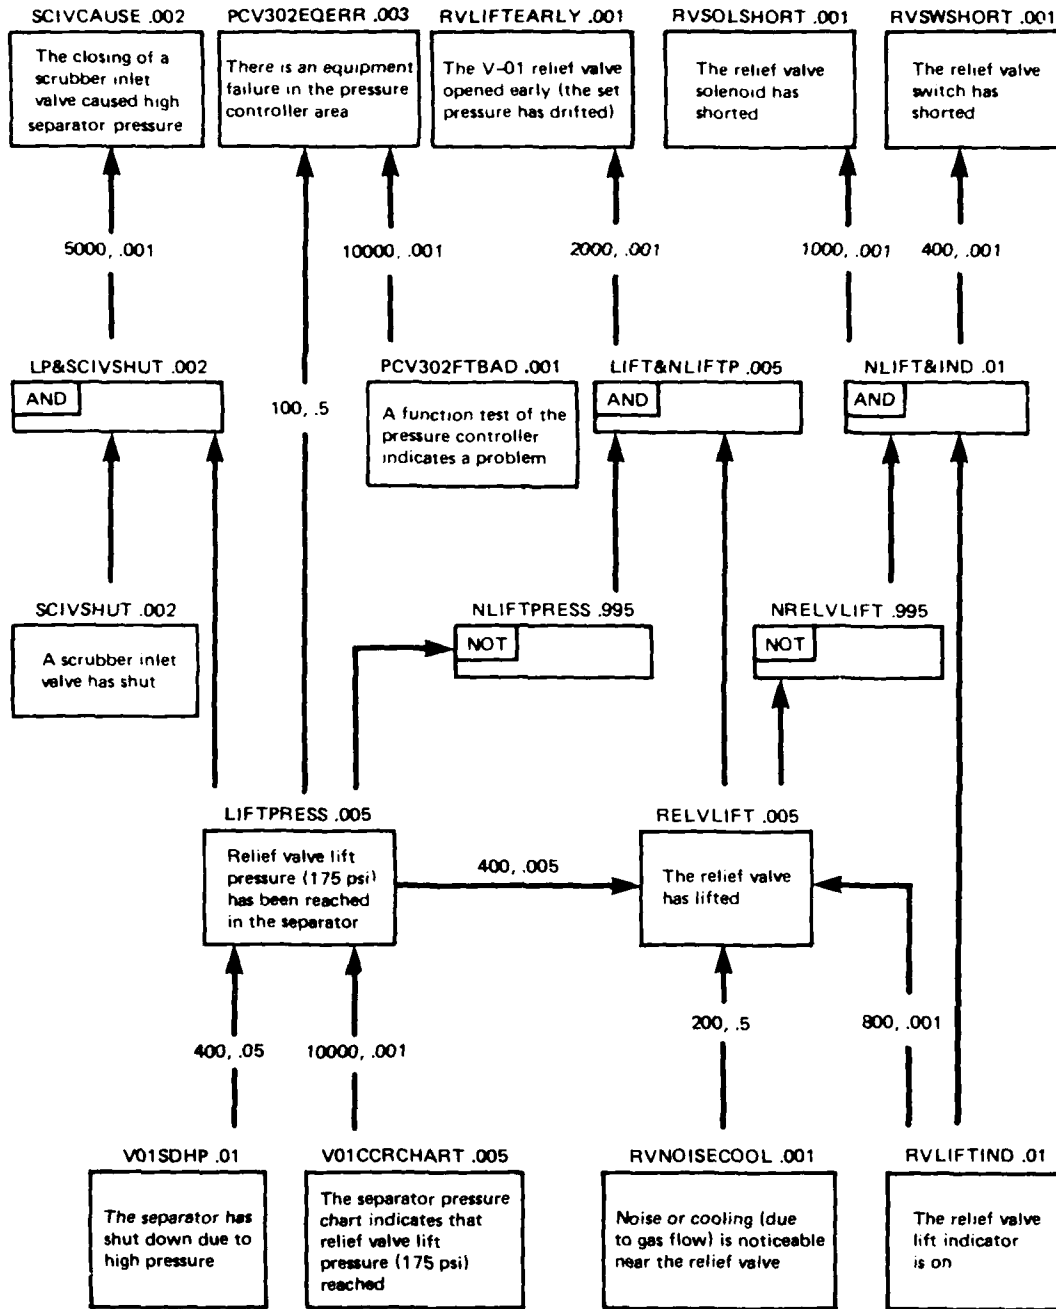 SCIVCAUSE .002
The closing of a
scrubber inlet
valve caused high
separator pressure
PCV302EQERR .003
There is an equipment
failure in the pressure
controller area
RVLIFTEARLY .001
The V-01 relief valve
opened early (the set
pressure has drifted)
RVSOLSHORT .001
The relief valve
solenoid has
shorted
RVSWSHORT .001
The relief valve
switch has
shorted
5000, .001
10000, .001
2000, .001
1000, .001
400, .001
LP&SCIVSHUT .002
AND
100, .5
PCV302FTBAD .001
A function test of the
pressure controller
indicates a problem
LIFT&NLIFTP .005
AND
NLIFT&IND .01
AND
SCIVSHUT .002
A scrubber inlet
valve has shut
NLIFTPRESS .995
NOT
NRELVLIFT .995
NOT
LIFTPRESS .005
Relief valve lift
pressure (175 psi)
has been reached
in the separator
400, .005
RELVLIFT .005
The relief valve
has lifted
400, .05
10000, .001
200, .5
800, .001
V01SDHP .01
The separator has
shut down due to
high pressure
V01CCRCHART .005
The separator pressure
chart indicates that
relief valve lift
pressure (175 psi)
reached
RVNOISECOOL .001
Noise or cooling (due
to gas flow) is noticeable
near the relief valve
RVLIFTIND .01
The relief valve
lift indicator
is on